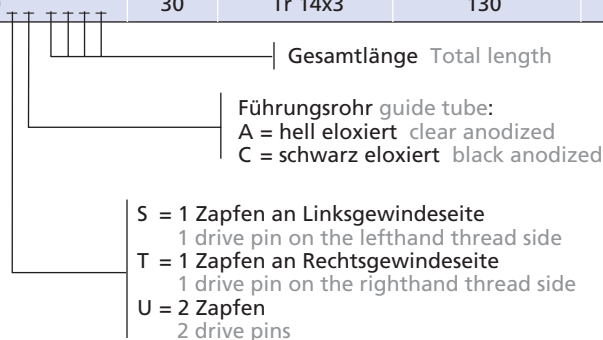 30 Tr 14x3 130
Gesamtlänge Total length
Führungsrohr guide tube:
A = hell eloxiert clear anodized
C = schwarz eloxiert black anodized
S = 1 Zapfen an Linksgewindeseite
1 drive pin on the lefthand thread side
T = 1 Zapfen an Rechtsgewindeseite
1 drive pin on the righthand thread side
U = 2 Zapfen
2 drive pins